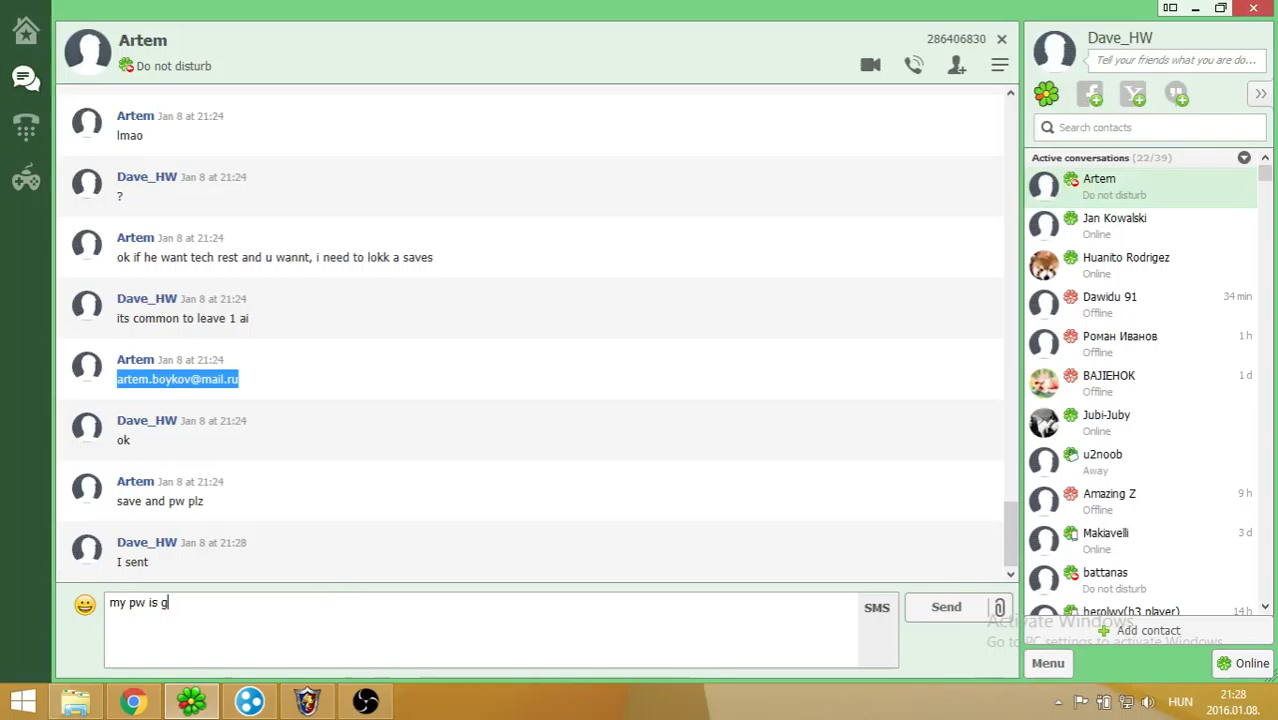 Artem
286406830
Do not disturb
Artem Jan 8 at 21:24
lmao
Dave_HW Jan 8 at 21:24
?
Artem Jan 8 at 21:24
ok if he want tech rest and u wannt, i need to lokk a saves
Dave_HW Jan 8 at 21:24
its common to leave 1 ai
Artem Jan 8 at 21:24
artem.boykov@mail.ru
Dave_HW Jan 8 at 21:24
ok
Artem Jan 8 at 21:24
save and pw plz
Dave_HW Jan 8 at 21:28
I sent
my pw is g
SMS
Send
Dave_HW
Tell your friends what you are do...
Search contacts
Active conversations (22/39)
Artem
Do not disturb
Jan Kowalski
Online
Huanito Rodrigez
Online
Dawidu 91 34 min
Offline
Роман Иванов 1 h
Offline
BAJIEHOK 1 d
Offline
Jubi-Juby
Online
u2noob
Away
Amazing Z 9 h
Offline
Makiavelli 3 d
Online
battanas
Do not disturb
herolwv(h3 player) 14 h
Activate Windows
Go to PC settings to activate Windows.
Add contact
Menu
Online
HUN
21:28
2016.01.08.